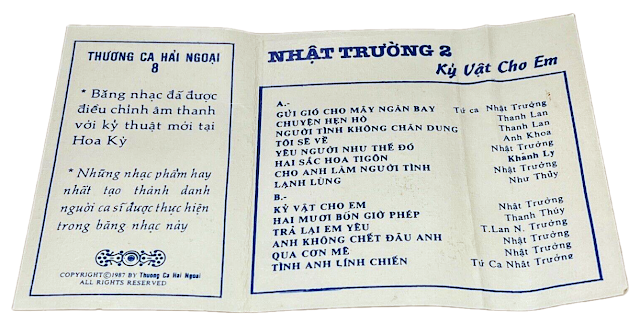 THƯƠNG CA HẢI NGOẠI
8
* Băng nhạc đã được
điều chỉnh âm thanh
với kỹ thuật mới tại
Hoa Kỳ
* Những nhạc phẩm hay
nhất tạo thành danh
người ca sĩ được thực hiện
trong băng nhạc này
COPYRIGHT©1987 BY Thương Ca Hải Ngoại
ALL RIGHTS RESERVED
NHẬT TRƯỜNG 2
Kỷ Vật Cho Em
A.-
GỬI GIÓ CHO MÂY NGÀN BAY Tứ ca Nhật Trường
CHUYỆN HẸN HÒ Thanh Lan
NGƯỜI TÌNH KHÔNG CHÂN DUNG Thanh Lan
TÔI SẼ VỀ Anh Khoa
YÊU NGƯỜI NHƯ THẾ ĐÓ Nhật Trường
HAI SẮC HOA TIGÔN Khánh Ly
CHO ANH LÀM NGƯỜI TÌNH Nhật Trường
LẠNH LÙNG Như Thủy
B.-
KỶ VẬT CHO EM Nhật Trường
HAI MƯƠI BỐN GIỜ PHÉP Thanh Thúy
TRẢ LẠI EM YÊU T.Lan N. Trường
ANH KHÔNG CHẾT ĐÂU ANH Nhật Trường
QUA CƠN MÊ Nhật Trường
TÌNH ANH LÍNH CHIẾN Tứ Ca Nhật Trường